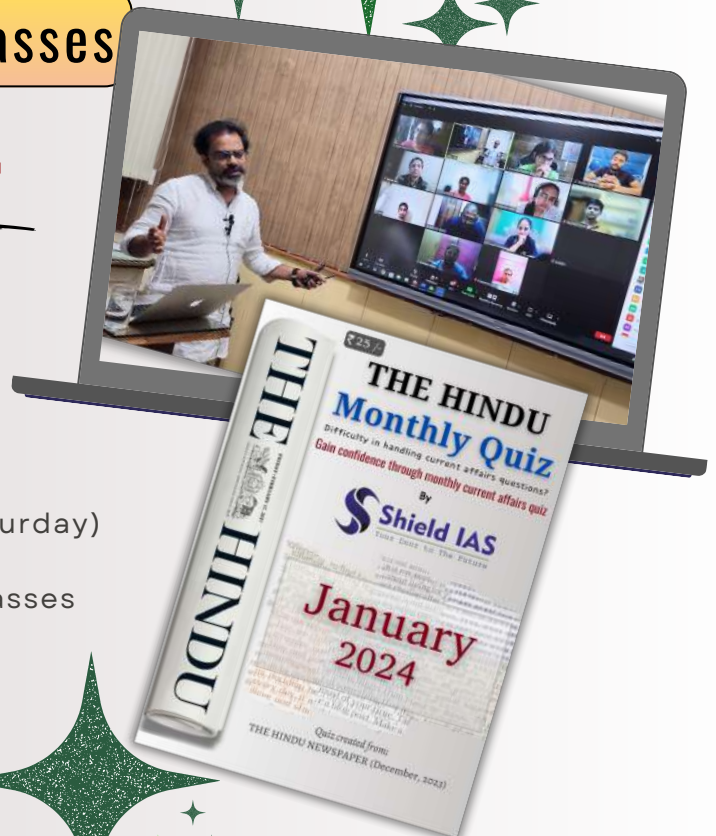 asses
urday)
asses
₹25/-
THE HINDU
Monthly Quiz
Difficulty in handling current affairs questions?
Gain confidence through monthly current affairs quiz
By
Shield IAS
Your Dent to The Future
January
2024
THE HINDU
Quiz created from:
THE HINDU NEWSPAPER (December, 2023)